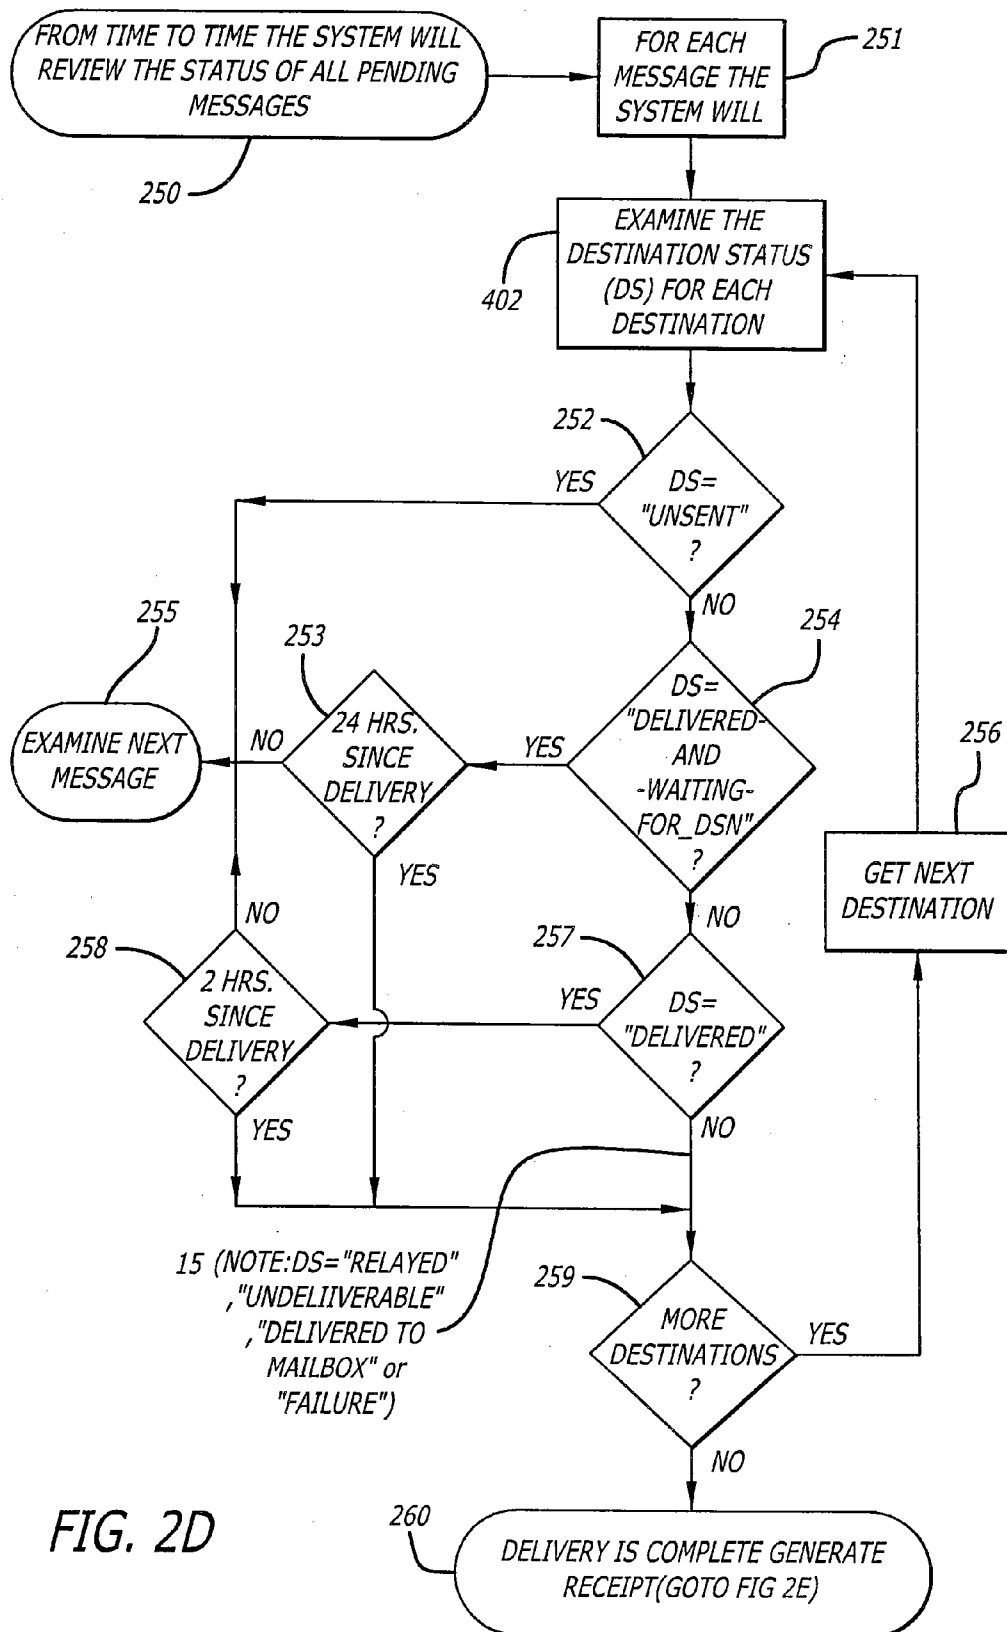 FROM TIME TO TIME THE SYSTEM WILL
REVIEW THE STATUS OF ALL PENDING
MESSAGES
250
FOR EACH
MESSAGE THE
SYSTEM WILL
251
EXAMINE THE
DESTINATION STATUS
(DS) FOR EACH
DESTINATION
402
252
DS=
"UNSENT"
?
YES
NO
254
DS=
"DELIVERED-
AND
-WAITING-
FOR_DSN"
?
YES
NO
253
24 HRS.
SINCE
DELIVERY
?
NO
YES
255
EXAMINE NEXT
MESSAGE
256
GET NEXT
DESTINATION
257
DS=
"DELIVERED"
?
YES
NO
258
2 HRS.
SINCE
DELIVERY
?
NO
YES
15 (NOTE:DS="RELAYED"
,"UNDELIIVERABLE"
,"DELIVERED TO
MAILBOX" or
"FAILURE")
259
MORE
DESTINATIONS
?
YES
NO
260
DELIVERY IS COMPLETE GENERATE
RECEIPT(GOTO FIG 2E)
FIG. 2D